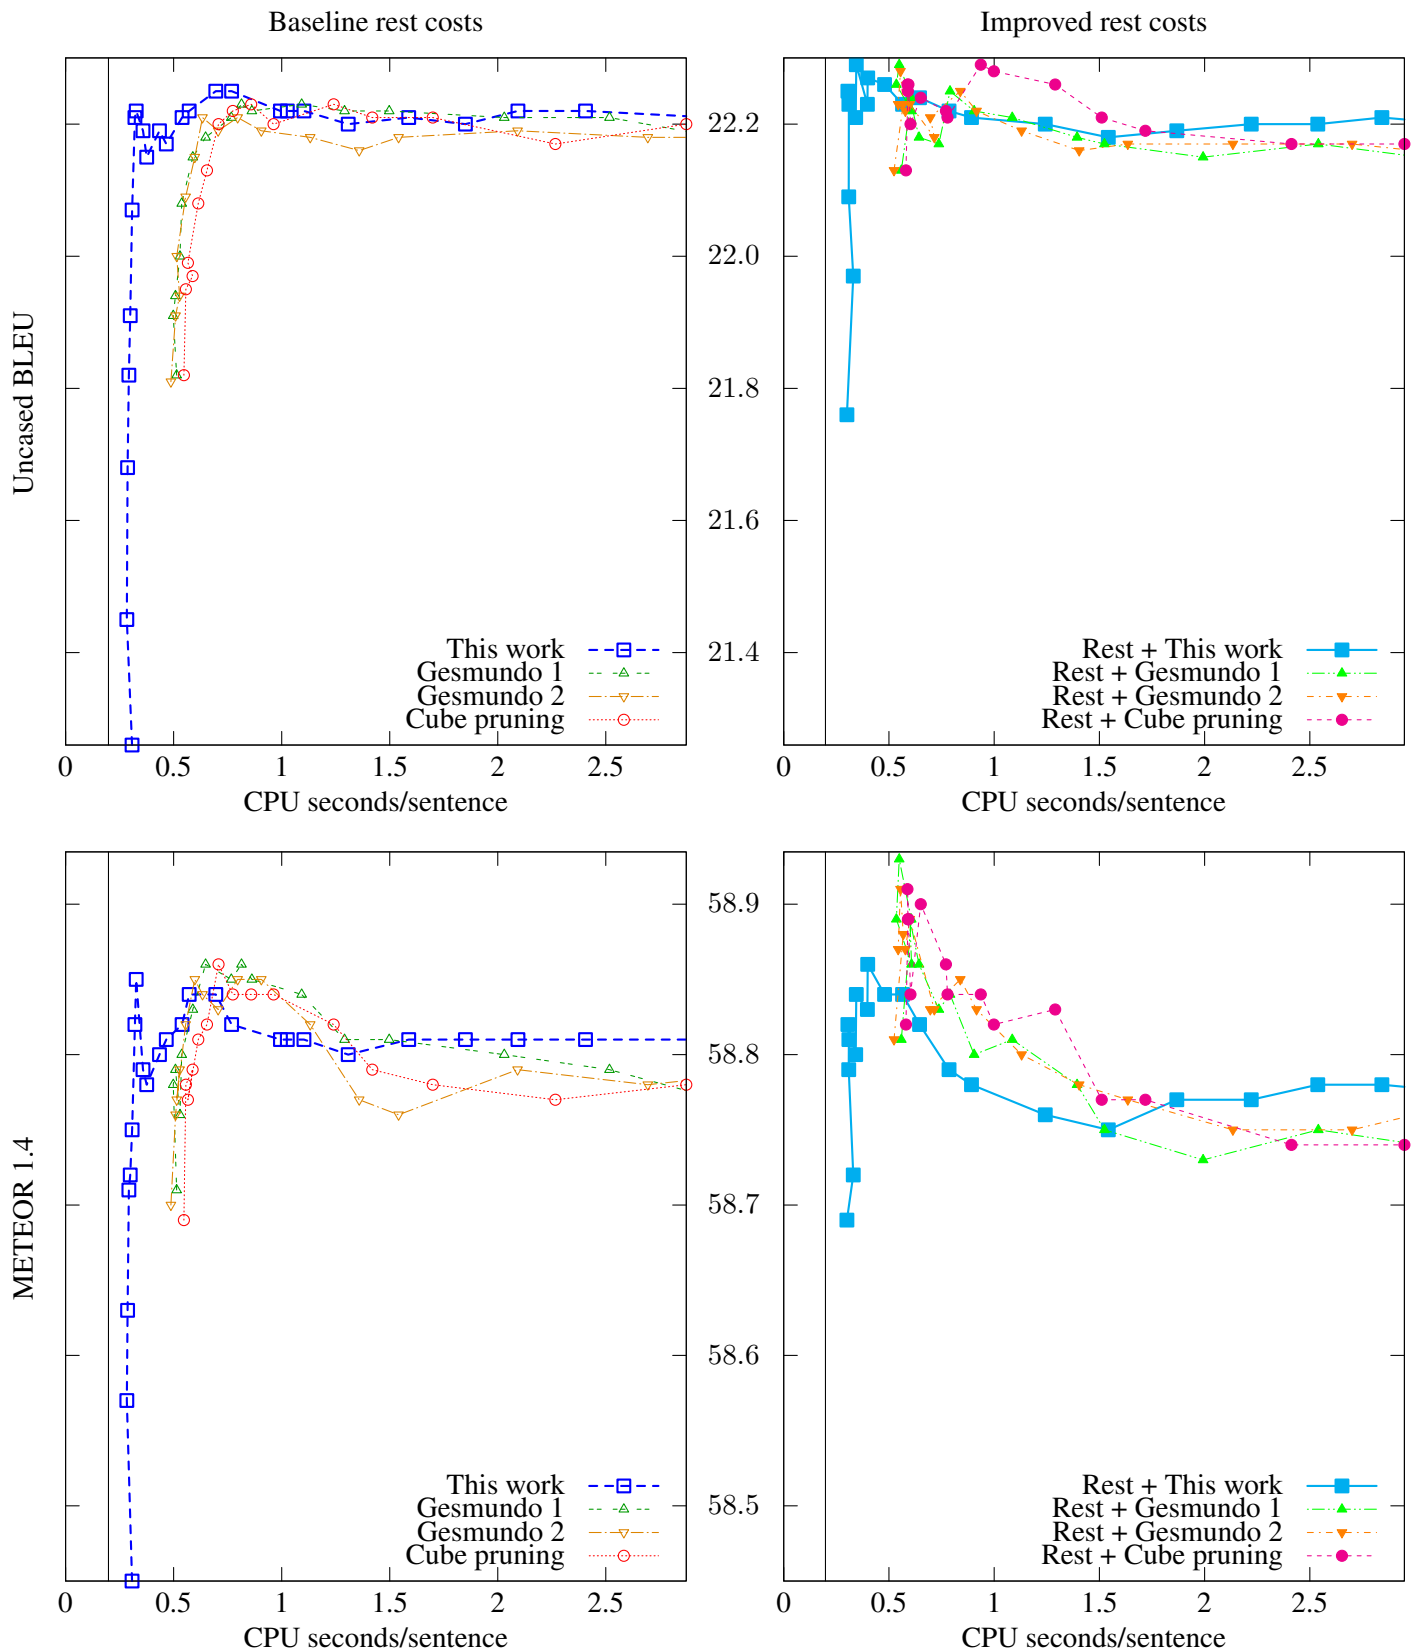 Baseline rest costs
Improved rest costs
Uncased BLEU
22.2
22.0
21.8
21.6
21.4
This work
Gesmundo 1
Gesmundo 2
Cube pruning
Rest + This work
Rest + Gesmundo 1
Rest + Gesmundo 2
Rest + Cube pruning
0 0.5 1 1.5 2 2.5
0 0.5 1 1.5 2 2.5
CPU seconds/sentence
CPU seconds/sentence
METEOR 1.4
58.9
58.8
58.7
58.6
58.5
This work
Gesmundo 1
Gesmundo 2
Cube pruning
Rest + This work
Rest + Gesmundo 1
Rest + Gesmundo 2
Rest + Cube pruning
0 0.5 1 1.5 2 2.5
0 0.5 1 1.5 2 2.5
CPU seconds/sentence
CPU seconds/sentence